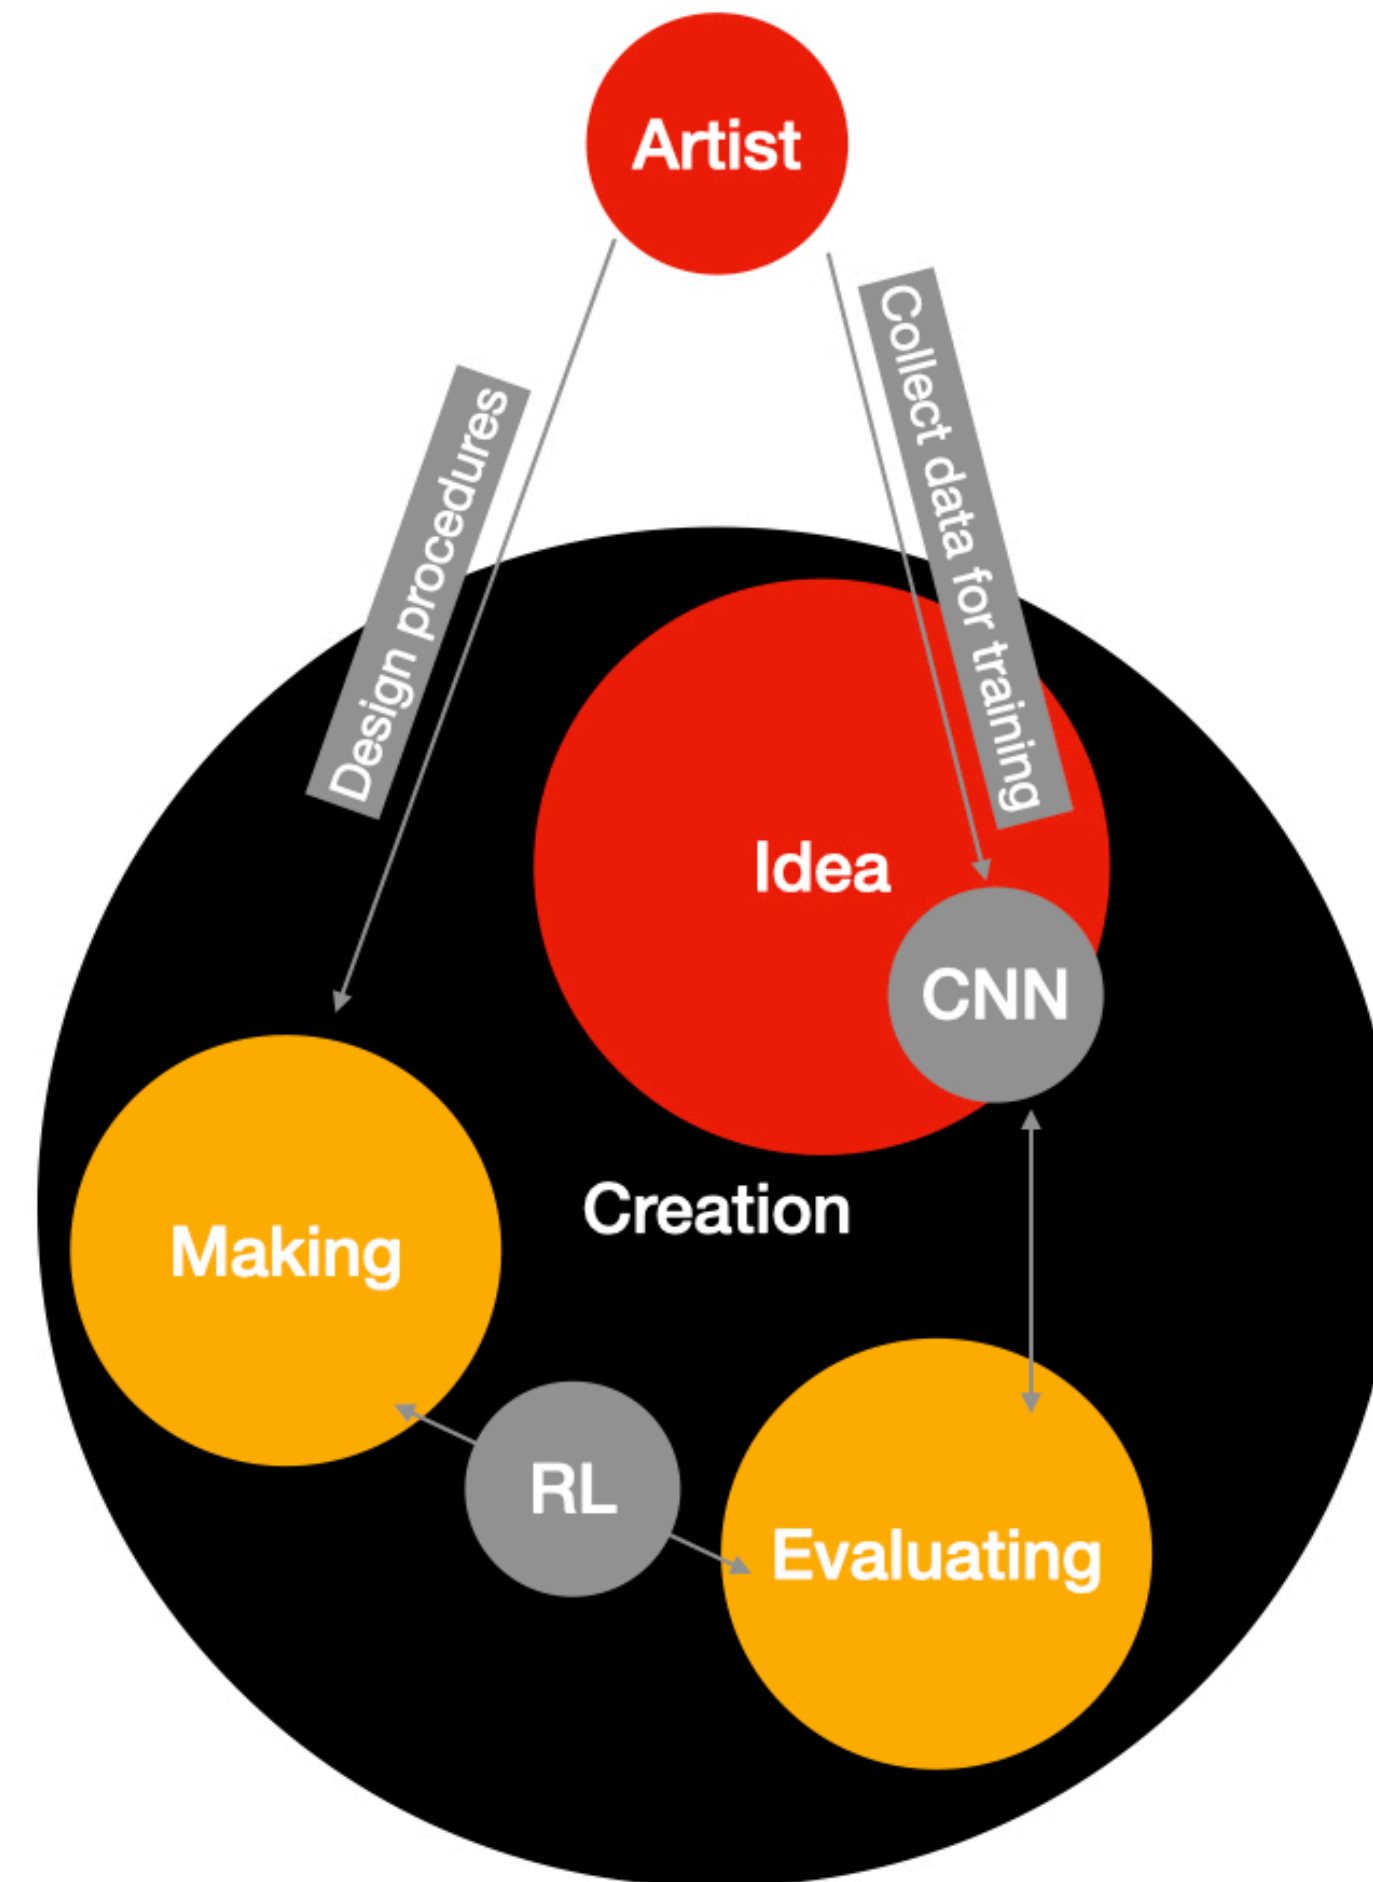 Artist
Design procedures
Collect data for training
Idea
CNN
Creation
Making
RL
Evaluating